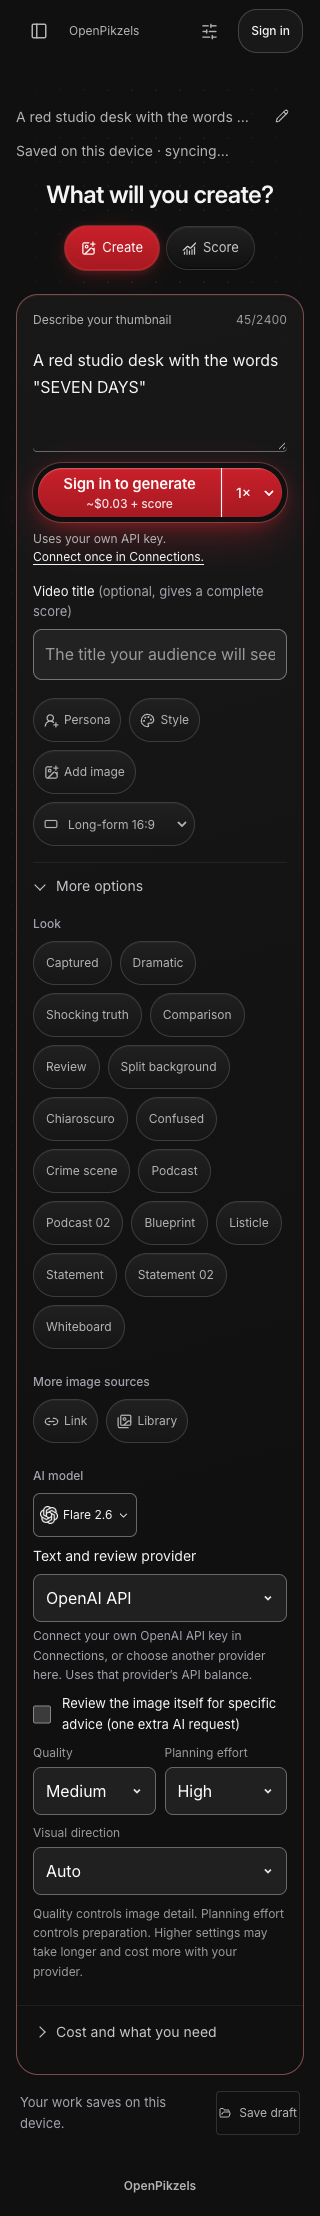 OpenPikzels
Sign in
A red studio desk with the words ...
Saved on this device · syncing...
What will you create?
Create
Score
Describe your thumbnail
45/2400
A red studio desk with the words
"SEVEN DAYS"
Sign in to generate
~$0.03 + score
1×
Uses your own API key.
Connect once in Connections.
Video title (optional, gives a complete
score)
The title your audience will see
Persona
Style
Add image
Long-form 16:9
More options
Look
Captured
Dramatic
Shocking truth
Comparison
Review
Split background
Chiaroscuro
Confused
Crime scene
Podcast
Podcast 02
Blueprint
Listicle
Statement
Statement 02
Whiteboard
More image sources
Link
Library
AI model
Flare 2.6
Text and review provider
OpenAI API
Connect your own OpenAI API key in
Connections, or choose another provider
here. Uses that provider's API balance.
Review the image itself for specific
advice (one extra AI request)
Quality
Planning effort
Medium
High
Visual direction
Auto
Quality controls image detail. Planning effort
controls preparation. Higher settings may
take longer and cost more with your
provider.
Cost and what you need
Your work saves on this
device.
Save draft
OpenPikzels